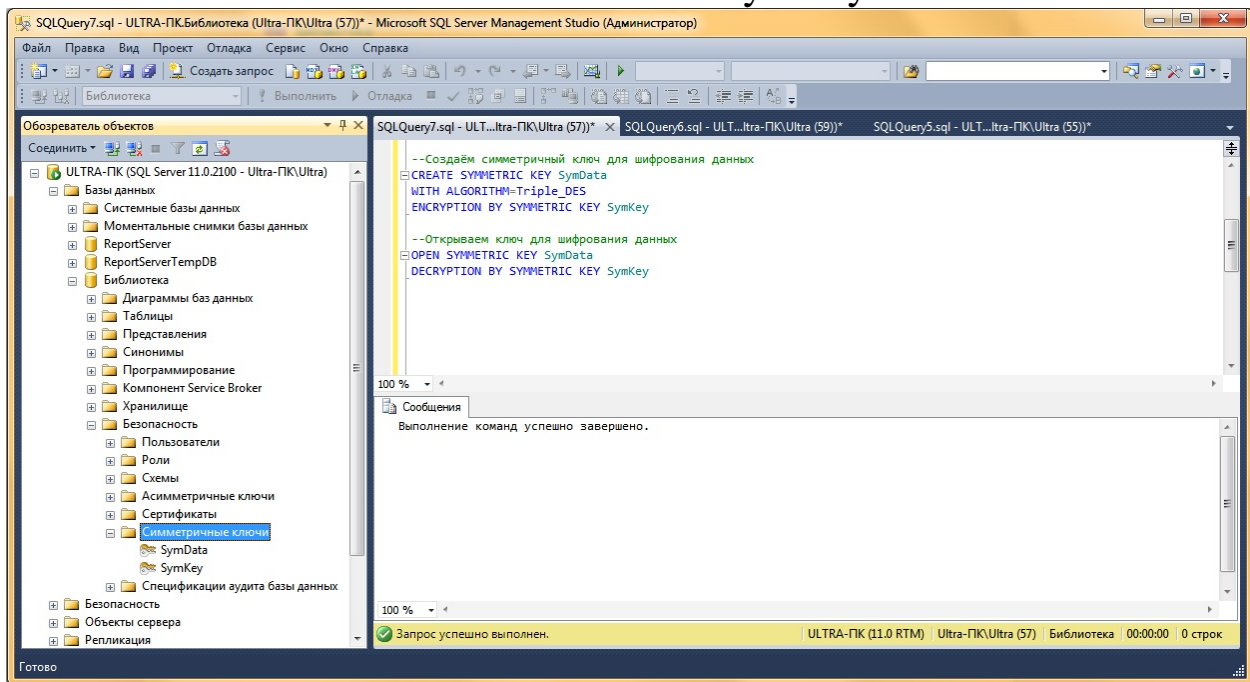 SQLQuery7.sql - ULTRA-ПК.Библиотека (Ultra-ПК\Ultra (57))* - Microsoft SQL Server Management Studio (Администратор)
Файл Правка Вид Проект Отладка Сервис Окно Справка
Создать запрос
Библиотека
Выполнить
Отладка
Обозреватель объектов
Соединить
ULTRA-ПК (SQL Server 11.0.2100 - Ultra-ПК\Ultra)
Базы данных
Системные базы данных
Моментальные снимки базы данных
ReportServer
ReportServerTempDB
Библиотека
Диаграммы баз данных
Таблицы
Представления
Синонимы
Программирование
Компонент Service Broker
Хранилище
Безопасность
Пользователи
Роли
Схемы
Асимметричные ключи
Сертификаты
Симметричные ключи
SymData
SymKey
Спецификации аудита базы данных
Безопасность
Объекты сервера
Репликация
SQLQuery7.sql - ULT...ltra-ПК\Ultra (57))*
SQLQuery6.sql - ULT...ltra-ПК\Ultra (59))*
SQLQuery5.sql - ULT...ltra-ПК\Ultra (55))*
--Создаём симметричный ключ для шифрования данных
CREATE SYMMETRIC KEY SymData
WITH ALGORITHM=Triple_DES
ENCRYPTION BY SYMMETRIC KEY SymKey
--Открываем ключ для шифрования данных
OPEN SYMMETRIC KEY SymData
DECRYPTION BY SYMMETRIC KEY SymKey
100 %
Сообщения
Выполнение команд успешно завершено.
100 %
Запрос успешно выполнен.
ULTRA-ПК (11.0 RTM)
Ultra-ПК\Ultra (57)
Библиотека
00:00:00
0 строк
Готово